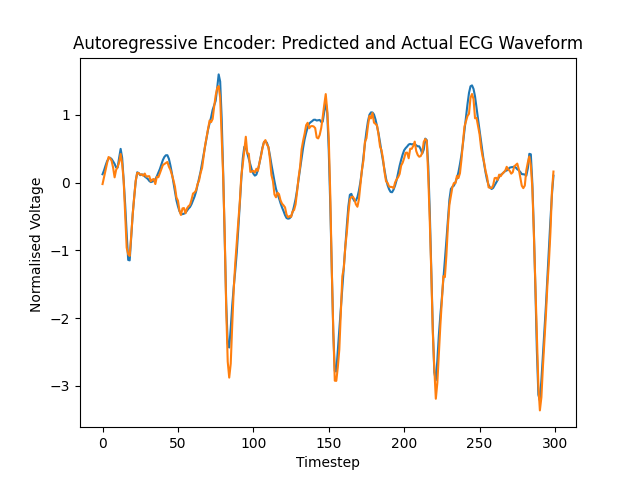 Autoregressive Encoder: Predicted and Actual ECG Waveform
1
0
−1
−2
−3
Normalised Voltage
0 50 100 150 200 250 300
Timestep